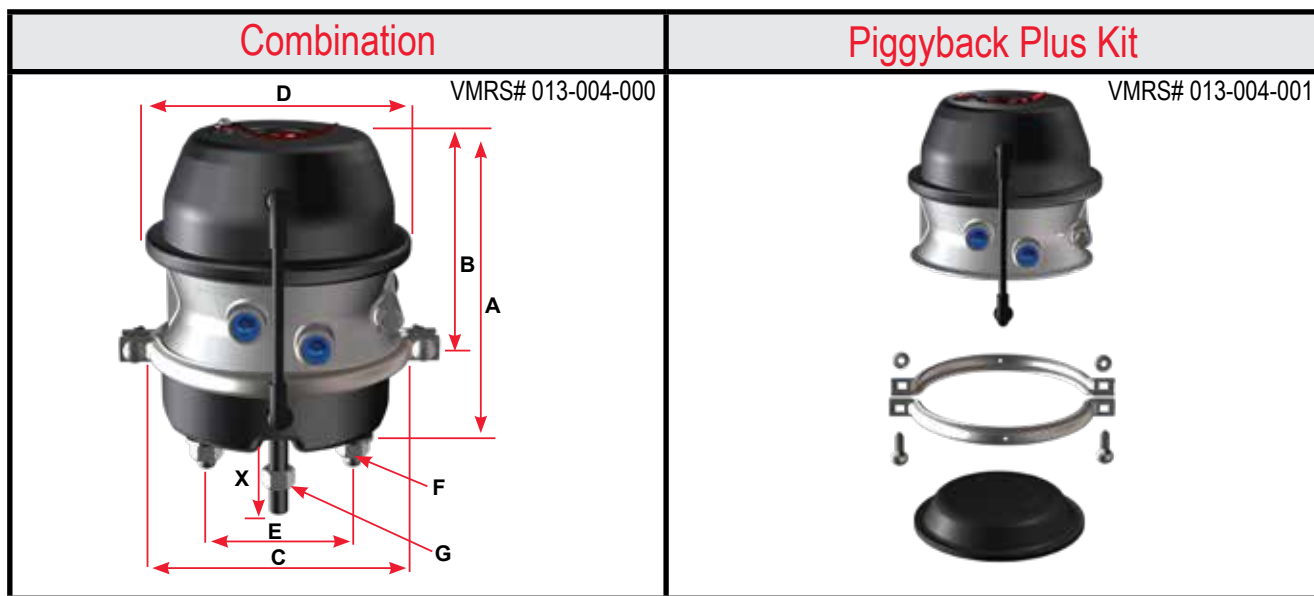 Combination
Piggyback Plus Kit
VMRS# 013-004-000
VMRS# 013-004-001
D
B
A
X
F
E
G
C